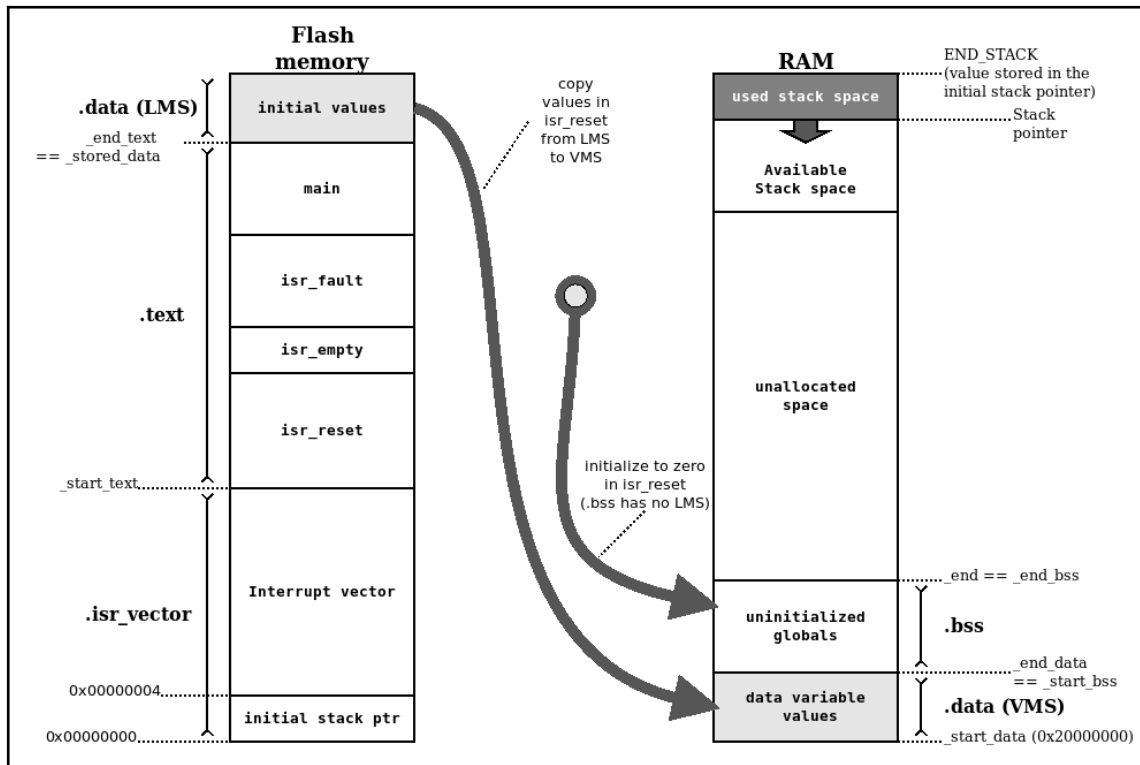 Flash
memory
.data (LMS)
initial values
_end_text
== _stored_data
main
isr_fault
.text
isr_empty
isr_reset
_start_text
Interrupt vector
.isr_vector
0x00000004
initial stack ptr
0x00000000
copy
values in
isr_reset
from LMS
to VMS
initialize to zero
in isr_reset
(.bss has no LMS)
RAM
used stack space
END_STACK
(value stored in the
initial stack pointer)
Stack
pointer
Available
Stack space
unallocated
space
_end == _end_bss
uninitialized
globals
.bss
_end_data
== _start_bss
data variable
values
.data (VMS)
_start_data (0x20000000)